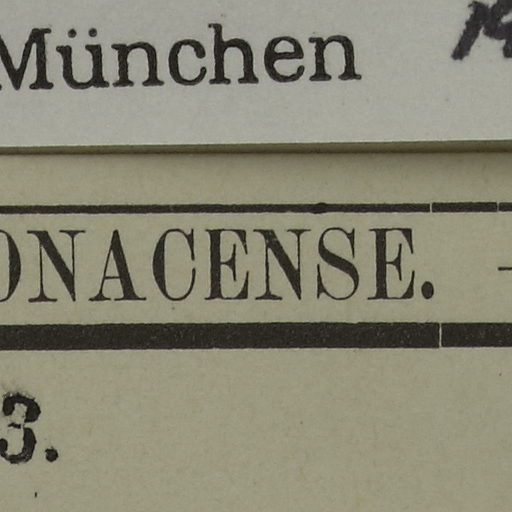 München
ONACENSE. –
3.